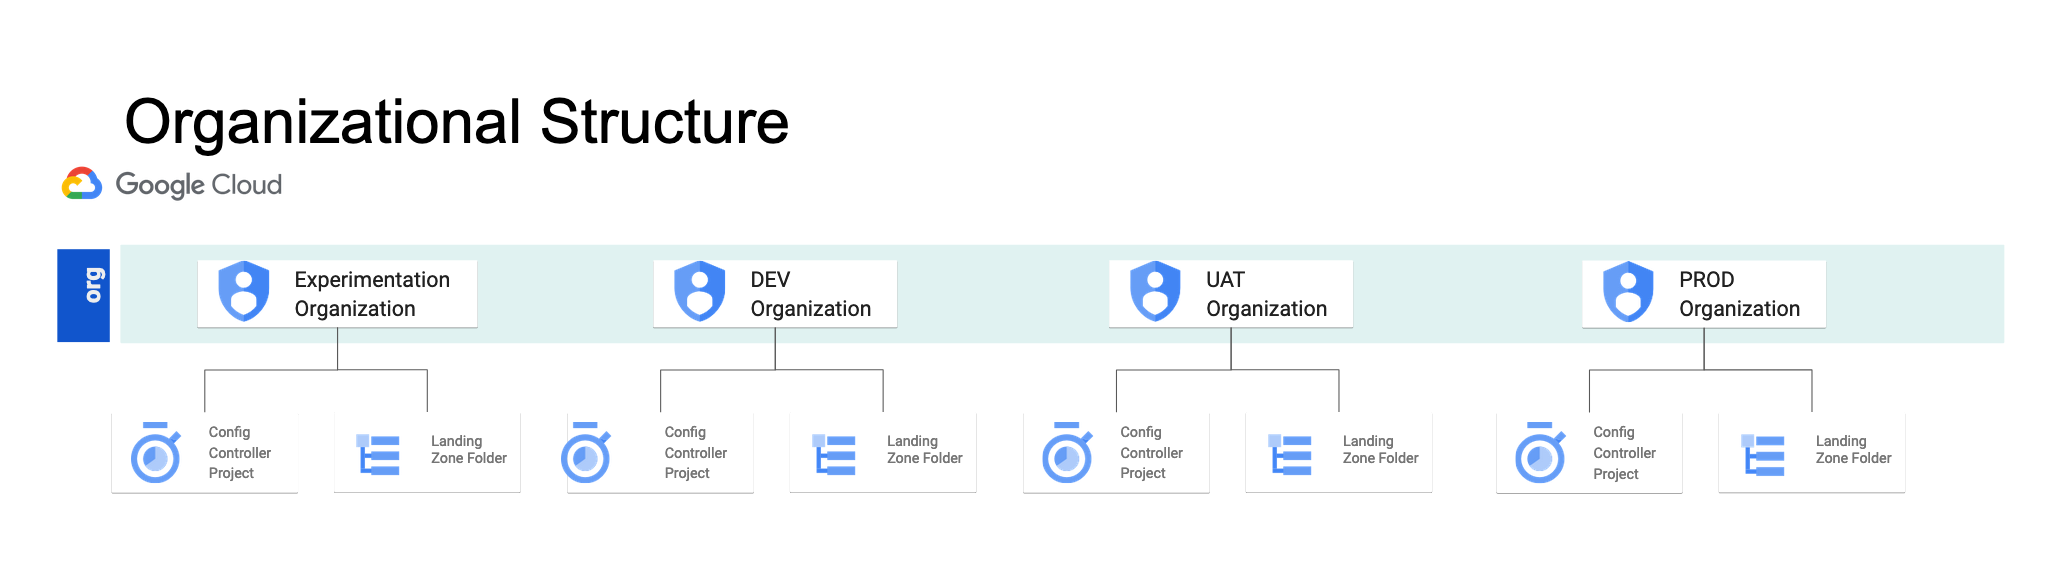 Organizational Structure
Google Cloud
org
Experimentation
Organization
DEV
Organization
UAT
Organization
PROD
Organization
Config
Controller
Project
Landing
Zone Folder
Config
Controller
Project
Landing
Zone Folder
Config
Controller
Project
Landing
Zone Folder
Config
Controller
Project
Landing
Zone Folder